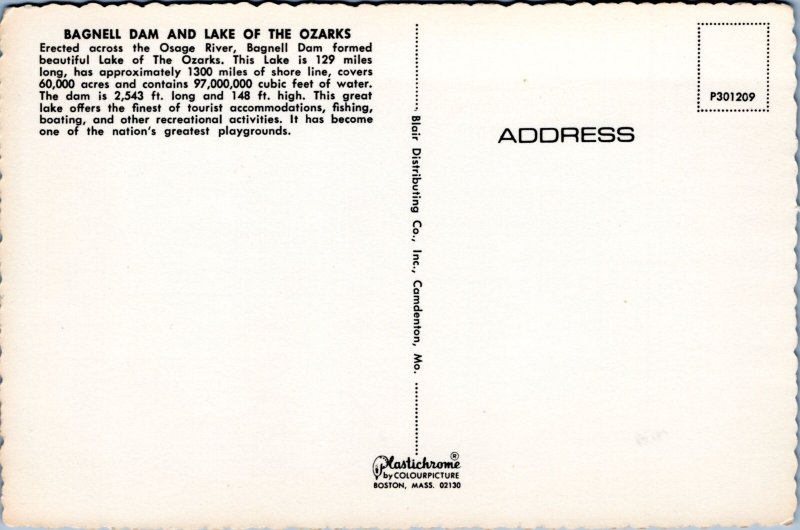 BAGNELL DAM AND LAKE OF THE OZARKS
Erected across the Osage River, Bagnell Dam formed
beautiful Lake of The Ozarks. This Lake is 129 miles
long, has approximately 1300 miles of shore line, covers
60,000 acres and contains 97,000,000 cubic feet of water.
The dam is 2,543 ft. long and 148 ft. high. This great
lake offers the finest of tourist accommodations, fishing,
boating, and other recreational activities. It has become
one of the nation's greatest playgrounds.
Blair Distributing Co., Inc., Camdenton, Mo.
Plastichrome®
by COLOURPICTURE
BOSTON, MASS. 02130
P301209
ADDRESS